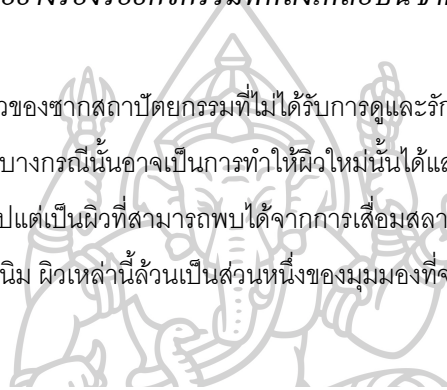 วของซากสถาปัตยกรรมที่ไม่ได้รับการดูและรัก
บางกรณีนั้นอาจเป็นการทำให้ผิวใหม่นั้นได้แ
ปแต่เป็นผิวที่สามารถพบได้จากการเสื่อมสลา
นิม ผิวเหล่านี้ล้วนเป็นส่วนหนึ่งของมุมมองที่จ